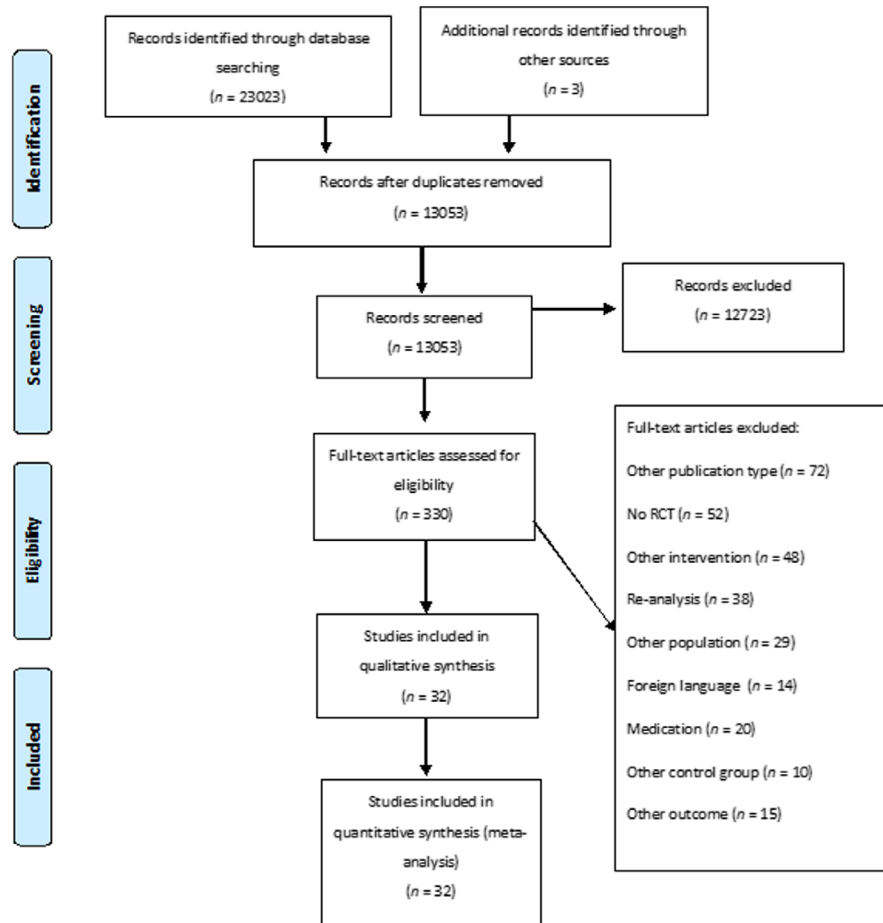 Identification
Records identified through database
searching
(n = 23023)
Additional records identified through
other sources
(n = 3)
Records after duplicates removed
(n = 13053)
Screening
Records screened
(n = 13053)
Records excluded
(n = 12723)
Eligibility
Full-text articles assessed for
eligibility
(n = 330)
Full-text articles excluded:
Other publication type (n = 72)
No RCT (n = 52)
Other intervention (n = 48)
Re-analysis (n = 38)
Other population (n = 29)
Foreign language (n = 14)
Medication (n = 20)
Other control group (n = 10)
Other outcome (n = 15)
Studies included in
qualitative synthesis
(n = 32)
Included
Studies included in
quantitative synthesis (meta-
analysis)
(n = 32)